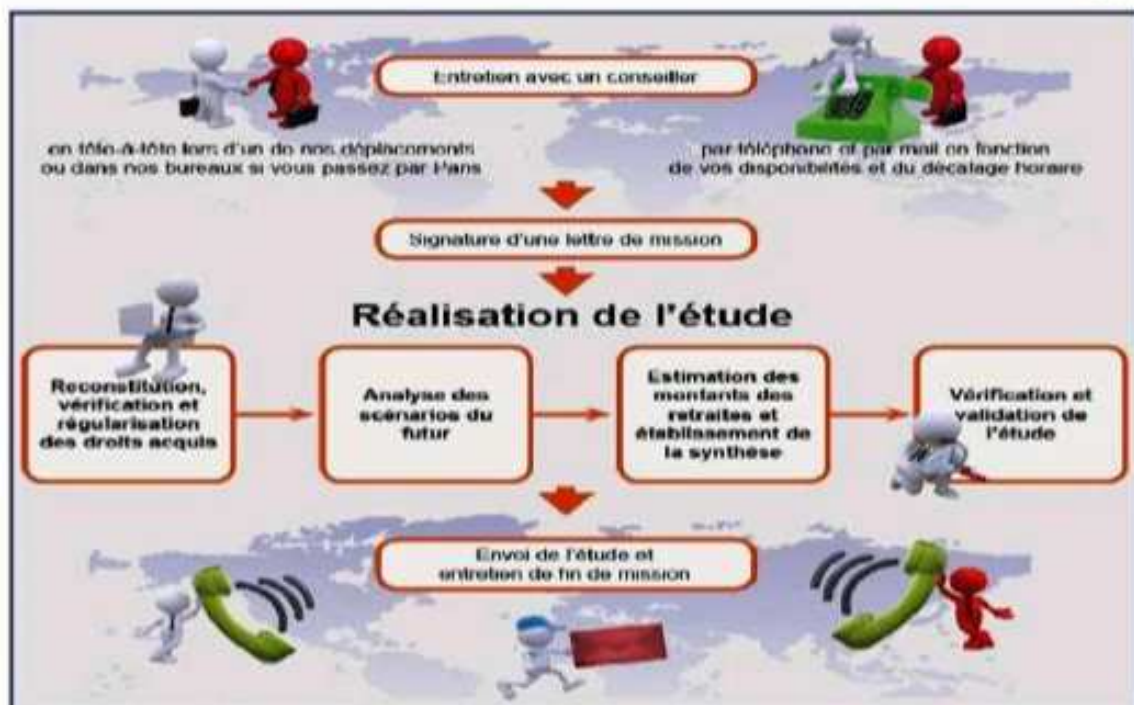 Entretien avec un conseiller
en tête-à-tête lors d'un de nos déplacements
ou dans nos bureaux si vous passez par Paris
par téléphone et par mail en fonction
de vos disponibilités et du décalage horaire
Signature d'une lettre de mission
Réalisation de l'étude
Reconstitution,
vérification et
régularisation
des droits acquis
Analyse des
scénarios du
futur
Estimation des
montants des
retraites et
établissement de
la synthèse
Vérification et
validation de
l'étude
Envoi de l'étude et
entretien de fin de mission